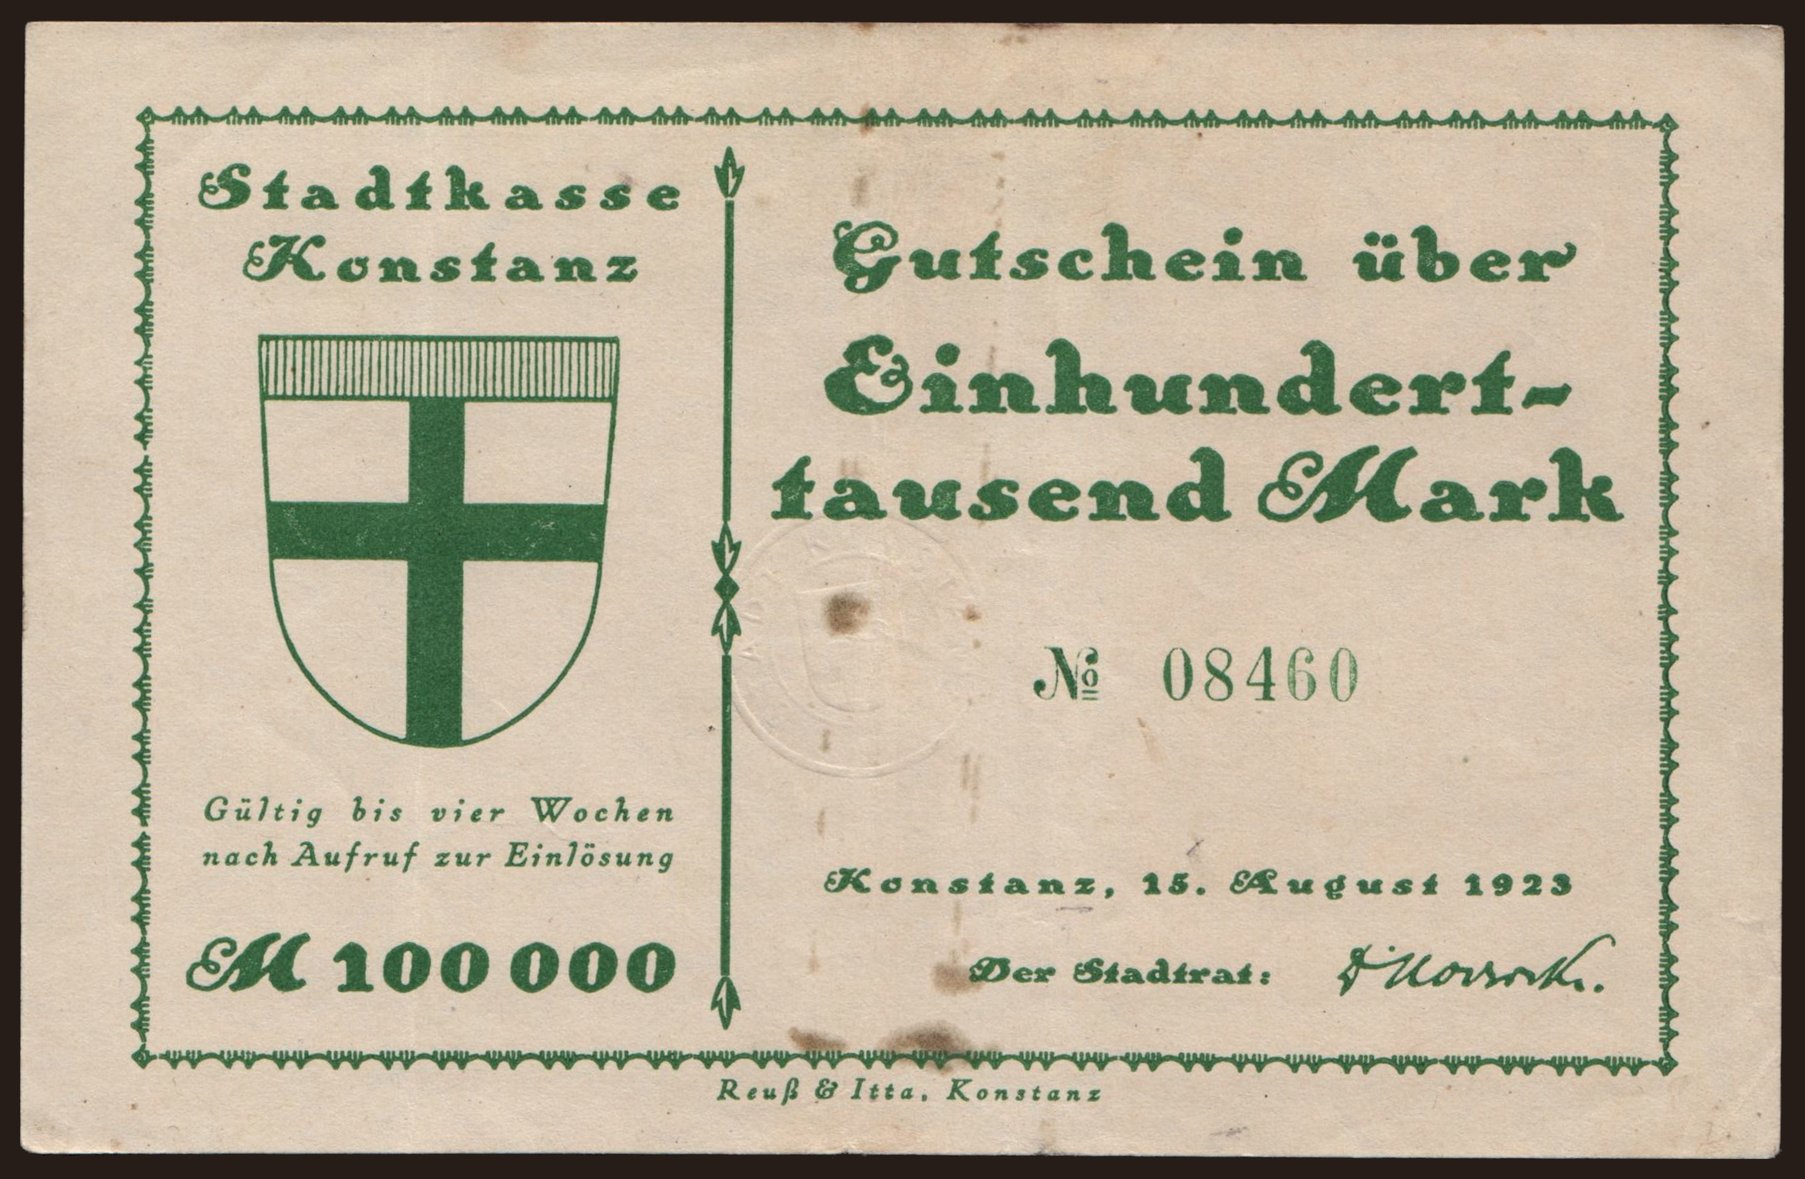 Stadtkasse
Konstanz
Gültig bis vier Wochen
nach Aufruf zur Einlösung
M 100 000
Gutschein über
Einhundert-
tausend Mark
№ 08460
Konstanz, 15. August 1923
Der Stadtrat:
Reuß & Itta, Konstanz